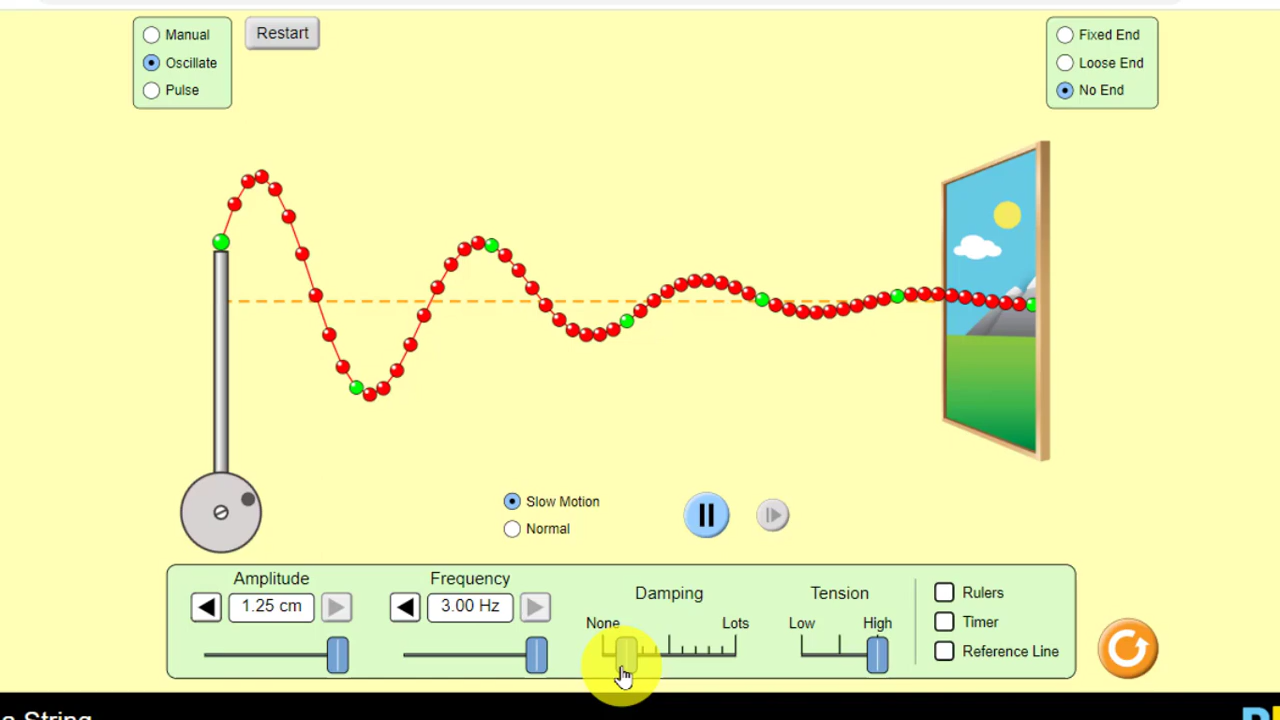 Manual
Oscillate
Pulse
Restart
Fixed End
Loose End
No End
Slow Motion
Normal
Amplitude
1.25 cm
Frequency
3.00 Hz
Damping
None
Lots
Tension
Low
High
Rulers
Timer
Reference Line
a String